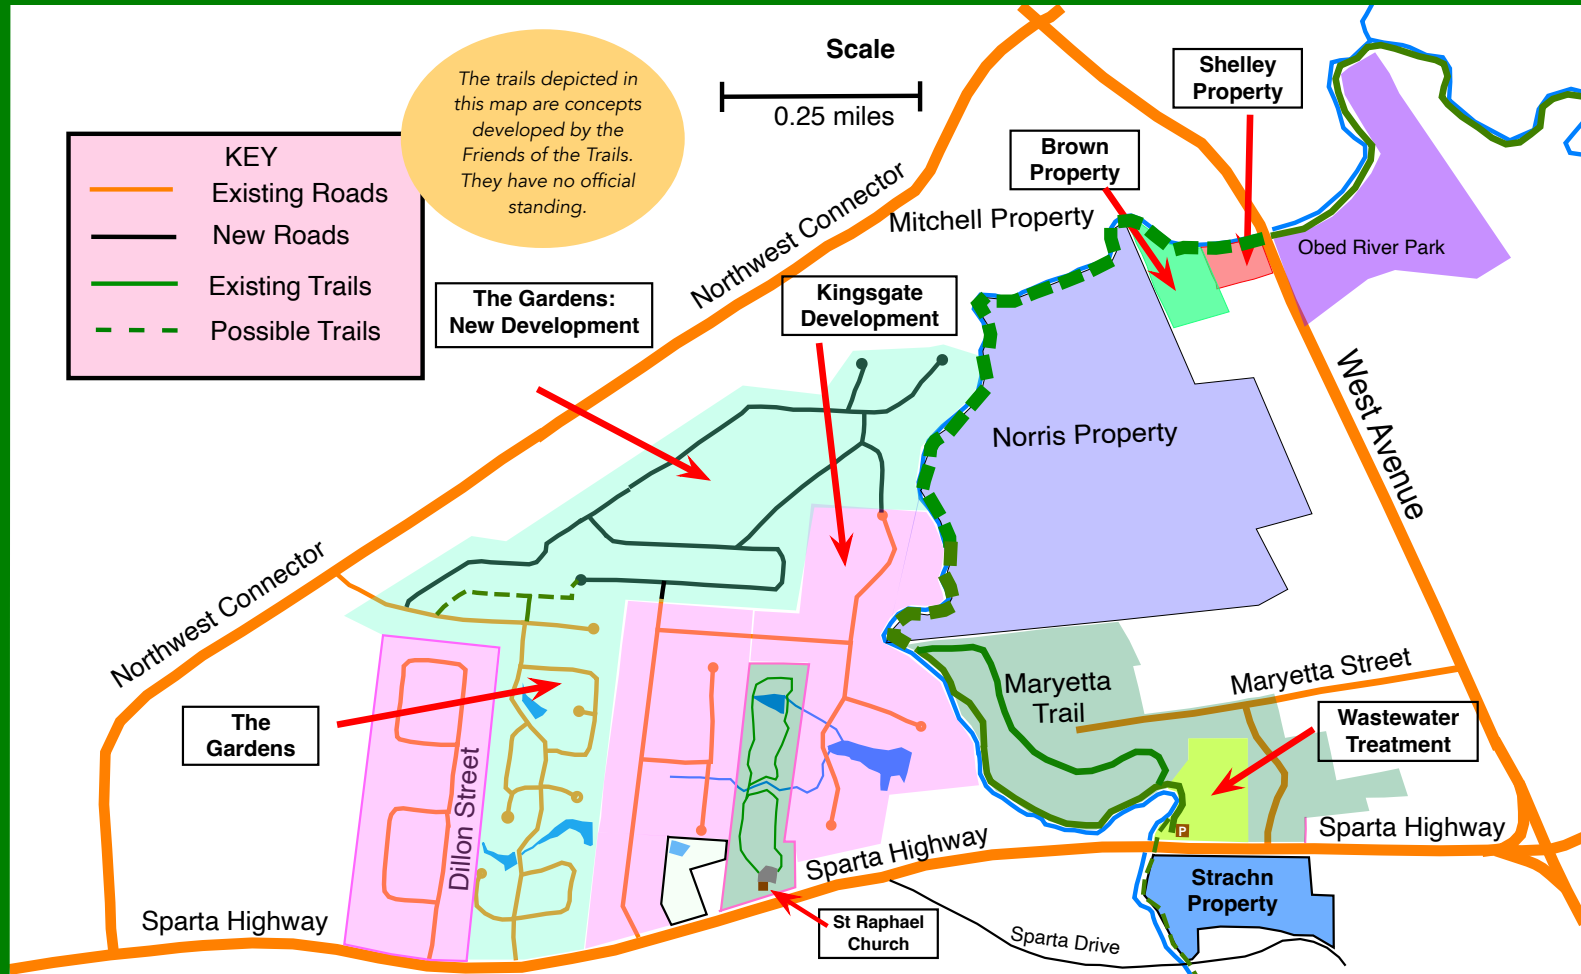 Scale
0.25 miles
The trails depicted in
this map are concepts
developed by the
Friends of the Trails.
They have no official
standing.
KEY
Existing Roads
New Roads
Existing Trails
Possible Trails
Shelley
Property
Brown
Property
Northwest Connector
Mitchell Property
Obed River Park
The Gardens:
New Development
Kingsgate
Development
West Avenue
Norris Property
Northwest Connector
Maryetta
Trail
Maryetta Street
Wastewater
Treatment
The
Gardens
Dillon Street
P
Sparta Highway
Sparta Highway
Strachn
Property
Sparta Highway
St Raphael
Church
Sparta Drive